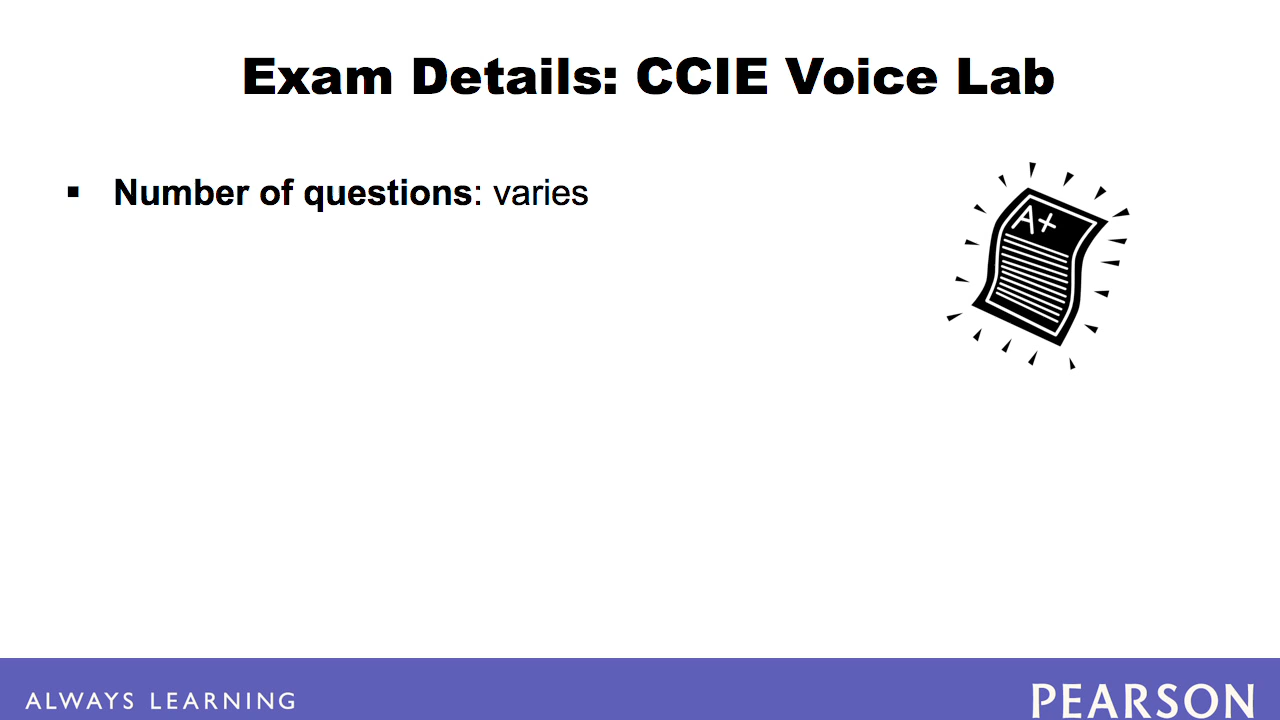 Exam Details: CCIE Voice Lab
▪ Number of questions: varies
A+
ALWAYS LEARNING
PEARSON